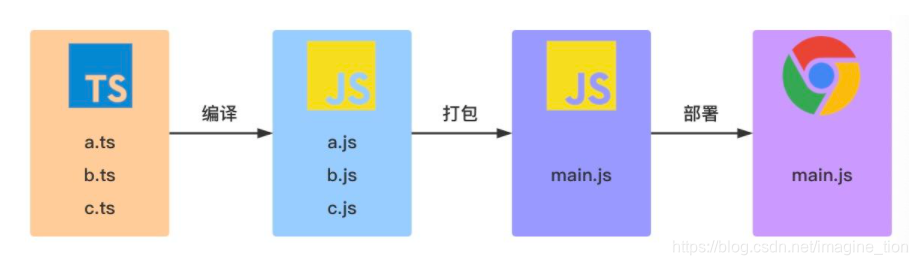 TS
a.ts
b.ts
c.ts
编译
JS
a.js
b.js
c.js
打包
JS
main.js
部署
main.js
https://blog.csdn.net/imagine_tion